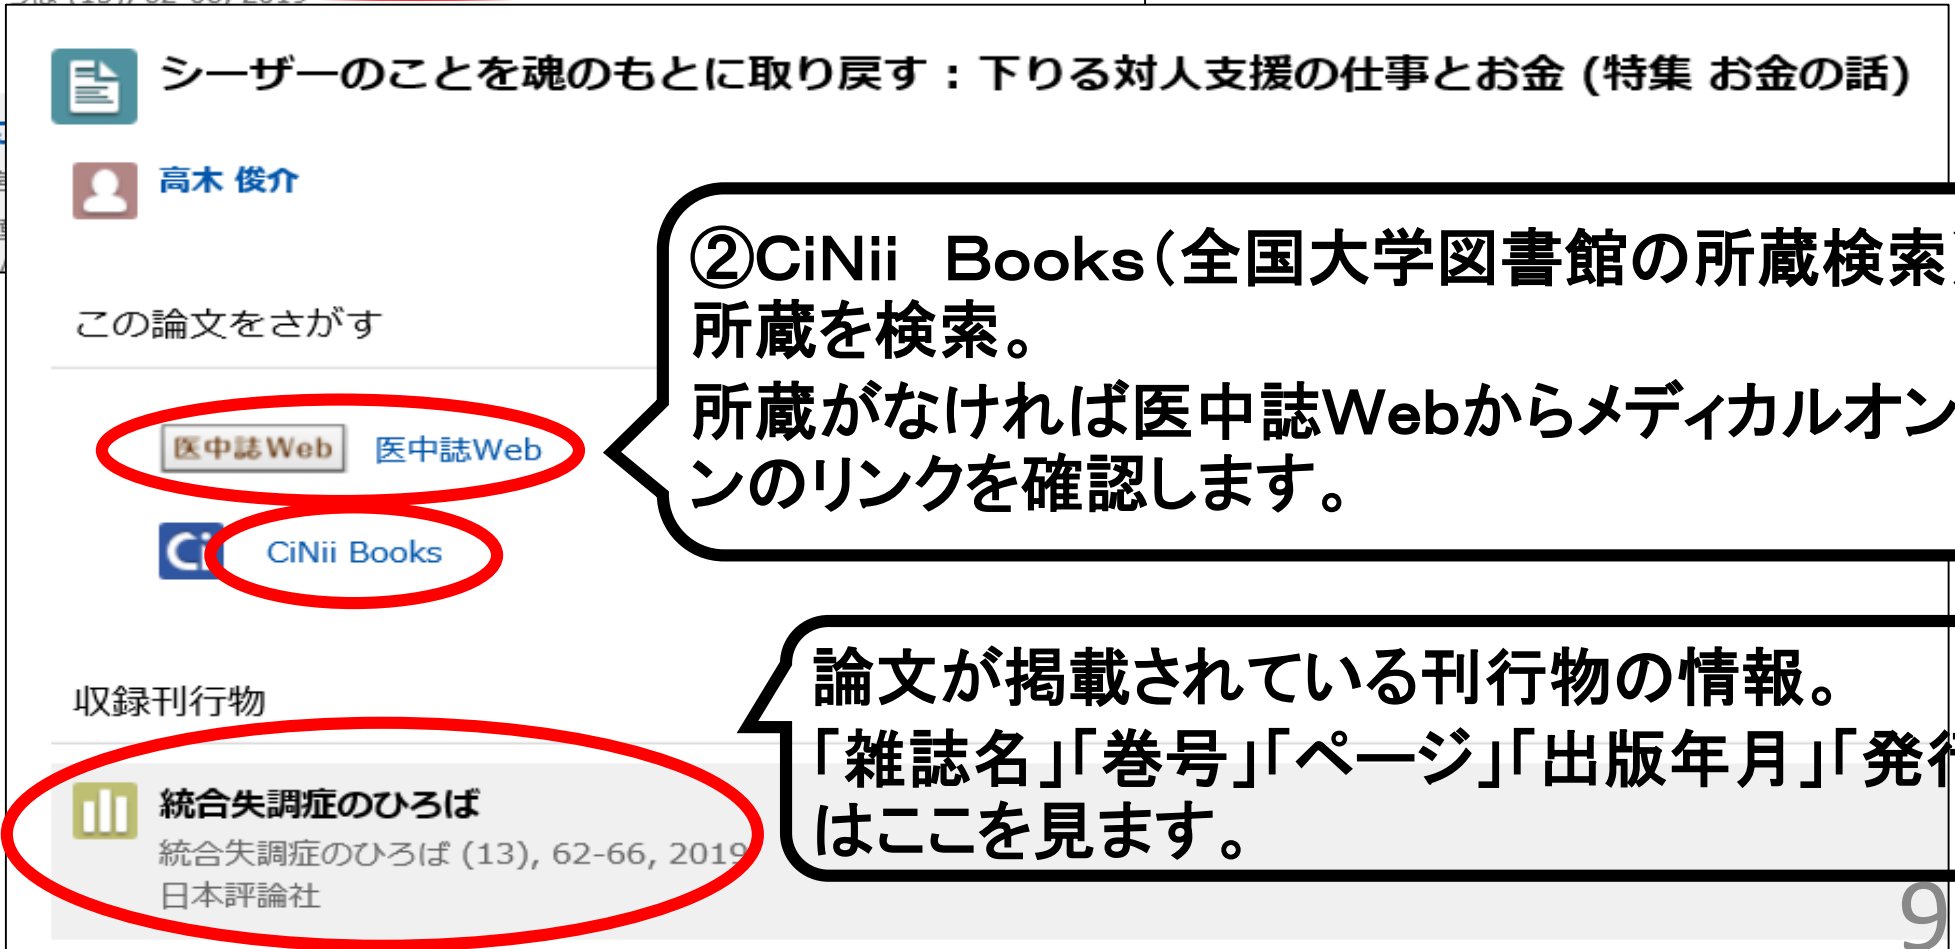 シーザーのことを魂のもとに取り戻す : 下りる対人支援の仕事とお金 (特集 お金の話)
高木 俊介
②CiNii　Books（全国大学図書館の所蔵検索）
所蔵を検索。
所蔵がなければ医中誌Webからメディカルオン
ンのリンクを確認します。
この論文をさがす
医中誌Web 医中誌Web
Ci CiNii Books
論文が掲載されている刊行物の情報。
「雑誌名」「巻号」「ページ」「出版年月」「発行
はここを見ます。
収録刊行物
統合失調症のひろば
統合失調症のひろば (13), 62-66, 2019
日本評論社
9